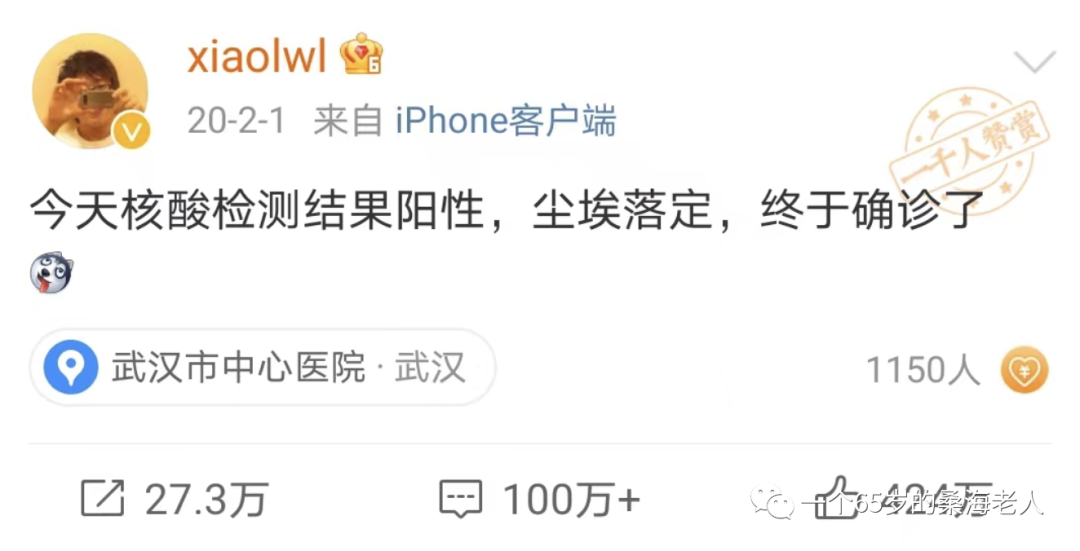 xiaolwl
6
V
20-2-1 来自 iPhone客户端
一千人赞赏
今天核酸检测结果阳性，尘埃落定，终于确诊了
武汉市中心医院 · 武汉
1150人
¥
27.3万
100万+
424万
一个65岁的桑海老人